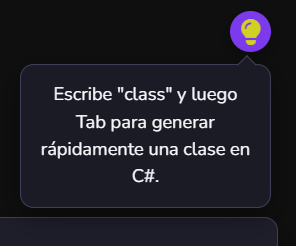 Escribe "class" y luego
Tab para generar
rápidamente una clase en
C#.